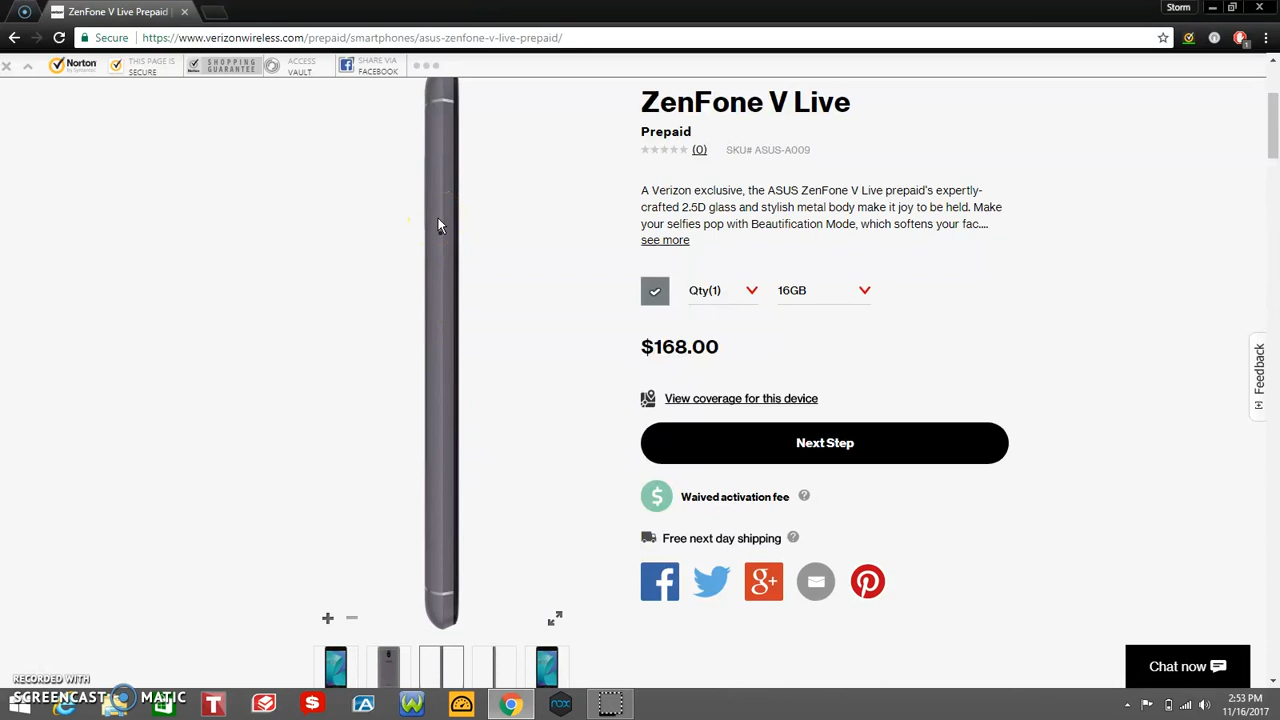 ZenFone V Live Prepaid
Storm
Secure
https://www.verizonwireless.com/prepaid/smartphones/asus-zenfone-v-live-prepaid/
Norton
by Symantec
THIS PAGE IS
SECURE
SHOPPING
GUARANTEE
ACCESS
VAULT
SHARE VIA
FACEBOOK
ZenFone V Live
Prepaid
(0) SKU# ASUS-A009
A Verizon exclusive, the ASUS ZenFone V Live prepaid's expertly-
crafted 2.5D glass and stylish metal body make it joy to be held. Make
your selfies pop with Beautification Mode, which softens your fac....
see more
Qty(1) 16GB
$168.00
View coverage for this device
Next Step
Waived activation fee
Free next day shipping
[+] Feedback
Chat now
RECORDED WITH
SCREENCAST MATIC
nox
2:53 PM
11/16/2017